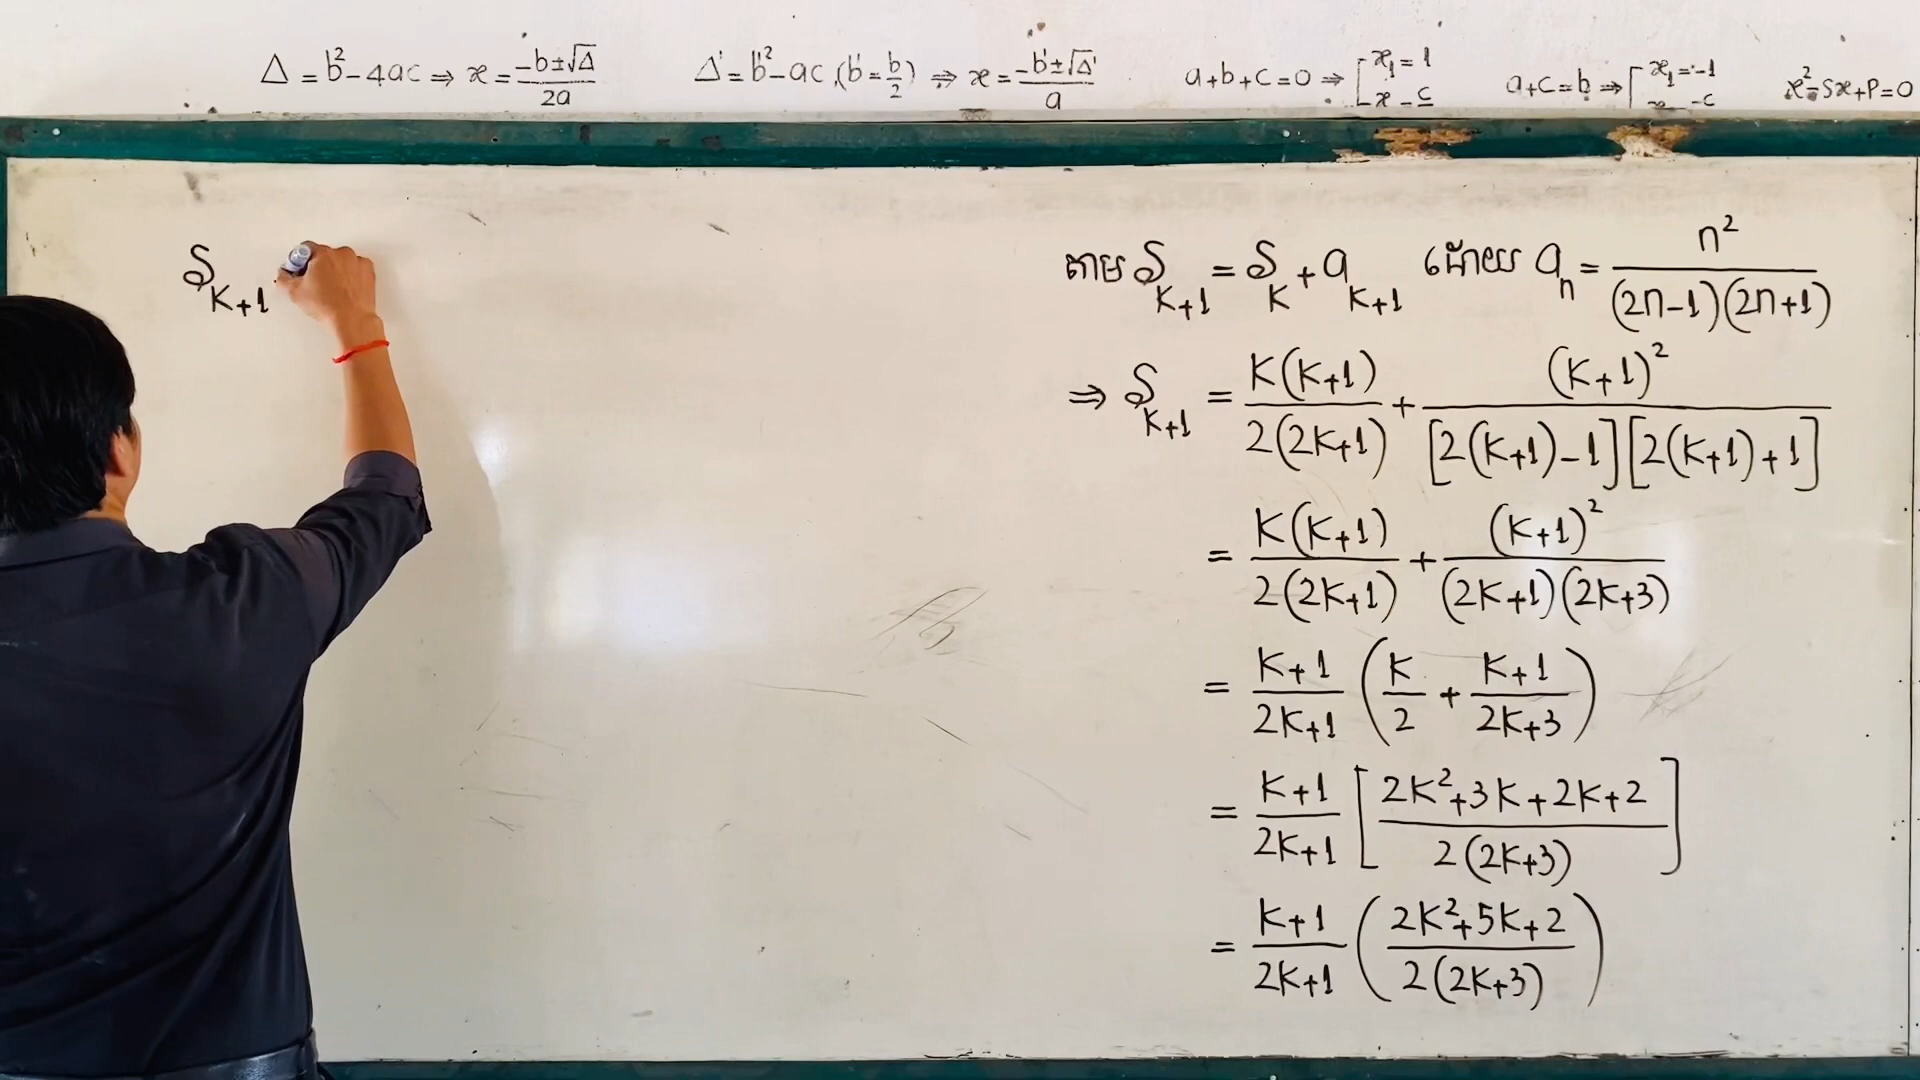 Δ = b² - 4ac ⇒ x = (-b±√Δ)/(2a)
Δ' = b'² - ac, (b' = b/2) ⇒ x = (-b'±√Δ')/a
a+b+c=0 ⇒ [x₁ = 1
x = c
a+c=b ⇒ [x₁ = -1
-c
x² - Sx + P = 0
S_{K+1}
តាម S_{K+1} = S_K + a_{K+1} ដោយ a_n = n²/((2n-1)(2n+1))
⇒ S_{K+1} = K(K+1)/(2(2K+1)) + (K+1)²/([2(K+1)-1][2(K+1)+1])
= K(K+1)/(2(2K+1)) + (K+1)²/((2K+1)(2K+3))
= (K+1)/(2K+1) (K/2 + (K+1)/(2K+3))
= (K+1)/(2K+1) [(2K²+3K+2K+2)/(2(2K+3))]
= (K+1)/(2K+1) ((2K²+5K+2)/(2(2K+3)))